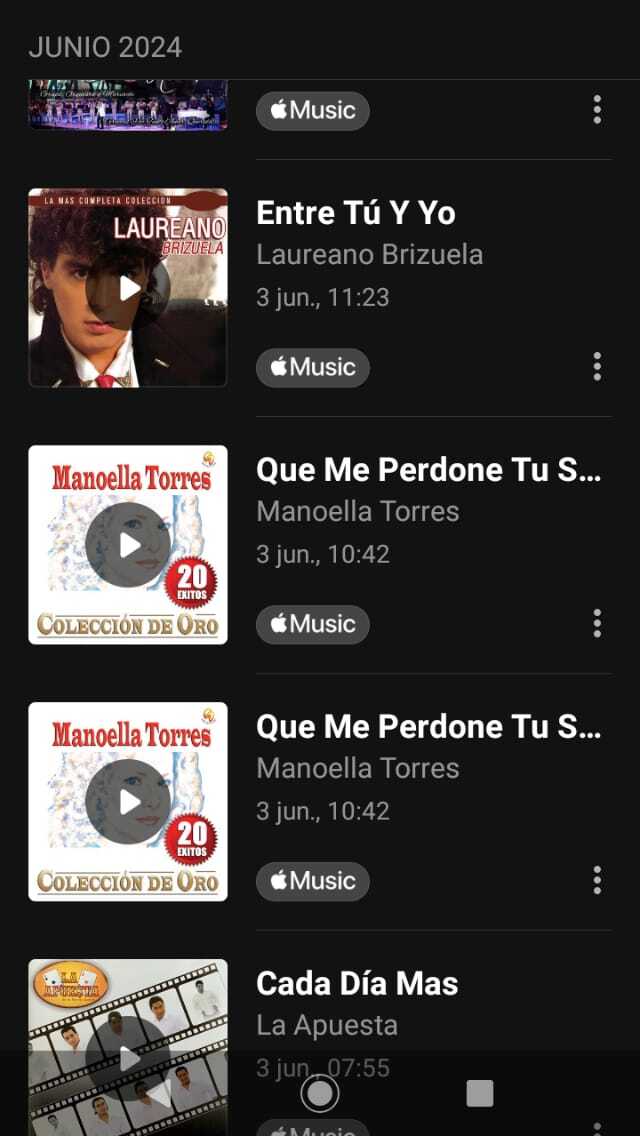 JUNIO 2024
Music
LA MAS COMPLETA COLECCION
LAUREANO
BRIZUELA
Entre Tú Y Yo
Laureano Brizuela
3 jun., 11:23
Music
Manoella Torres
20
EXITOS
COLECCIÓN DE ORO
Que Me Perdone Tu S...
Manoella Torres
3 jun., 10:42
Music
Manoella Torres
20
EXITOS
COLECCIÓN DE ORO
Que Me Perdone Tu S...
Manoella Torres
3 jun., 10:42
Music
LA
APUESTA
Cada Día Mas
La Apuesta
3 jun., 07:55
Music